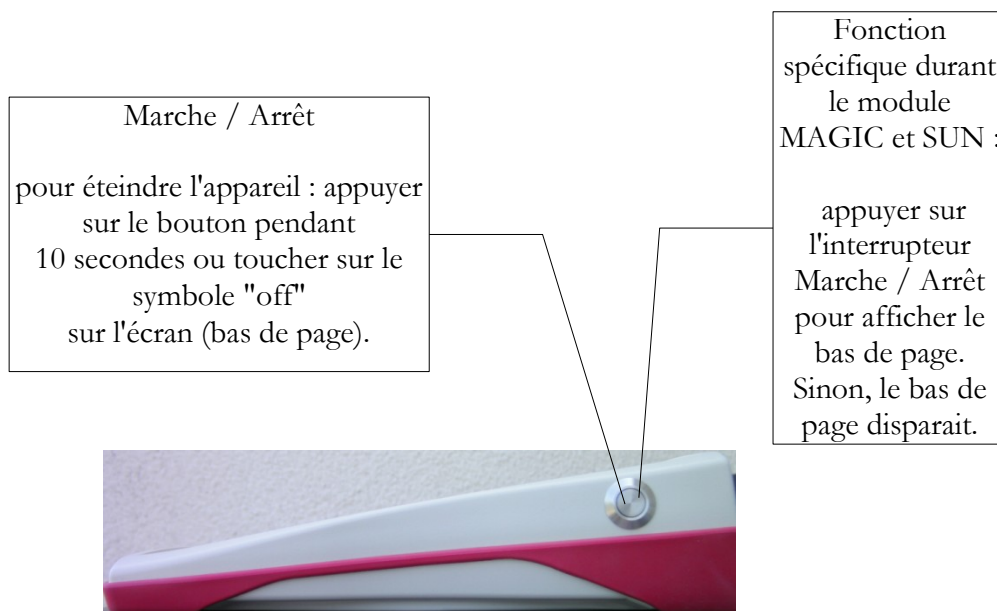 Marche / Arrêt
pour éteindre l'appareil : appuyer
sur le bouton pendant
10 secondes ou toucher sur le
symbole "off"
sur l'écran (bas de page).
Fonction
spécifique durant
le module
MAGIC et SUN :
appuyer sur
l'interrupteur
Marche / Arrêt
pour afficher le
bas de page.
Sinon, le bas de
page disparait.